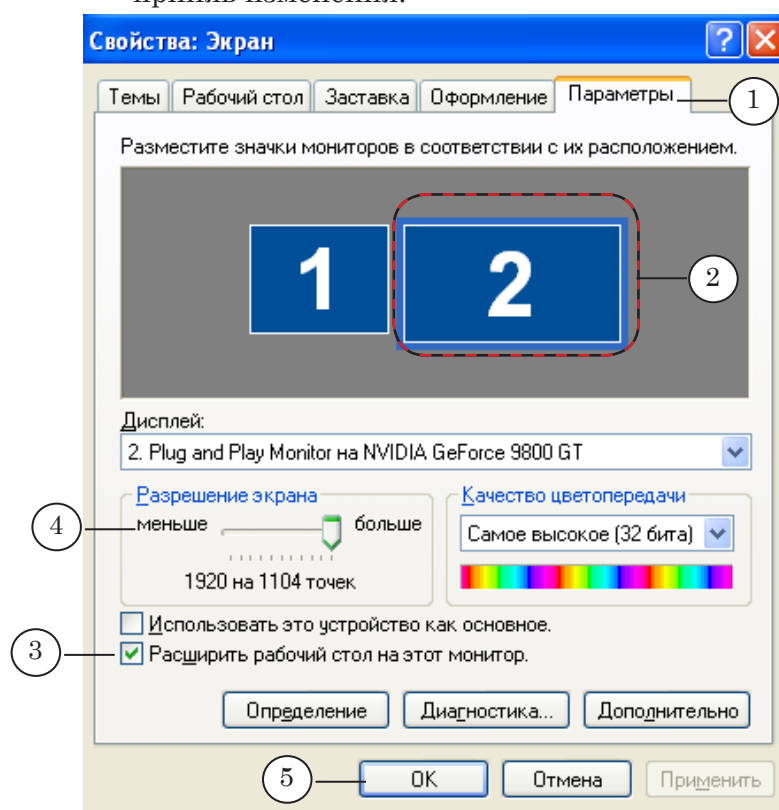 Свойства: Экран
Темы Рабочий стол Заставка Оформление Параметры 1
Разместите значки мониторов в соответствии с их расположением.
1 2 2
Дисплей:
2. Plug and Play Monitor на NVIDIA GeForce 9800 GT
Разрешение экрана Качество цветопередачи
4 меньше больше Самое высокое (32 бита)
1920 на 1104 точек
Использовать это устройство как основное.
3 Расширить рабочий стол на этот монитор.
Определение Диагностика... Дополнительно
5 OK Отмена Применить